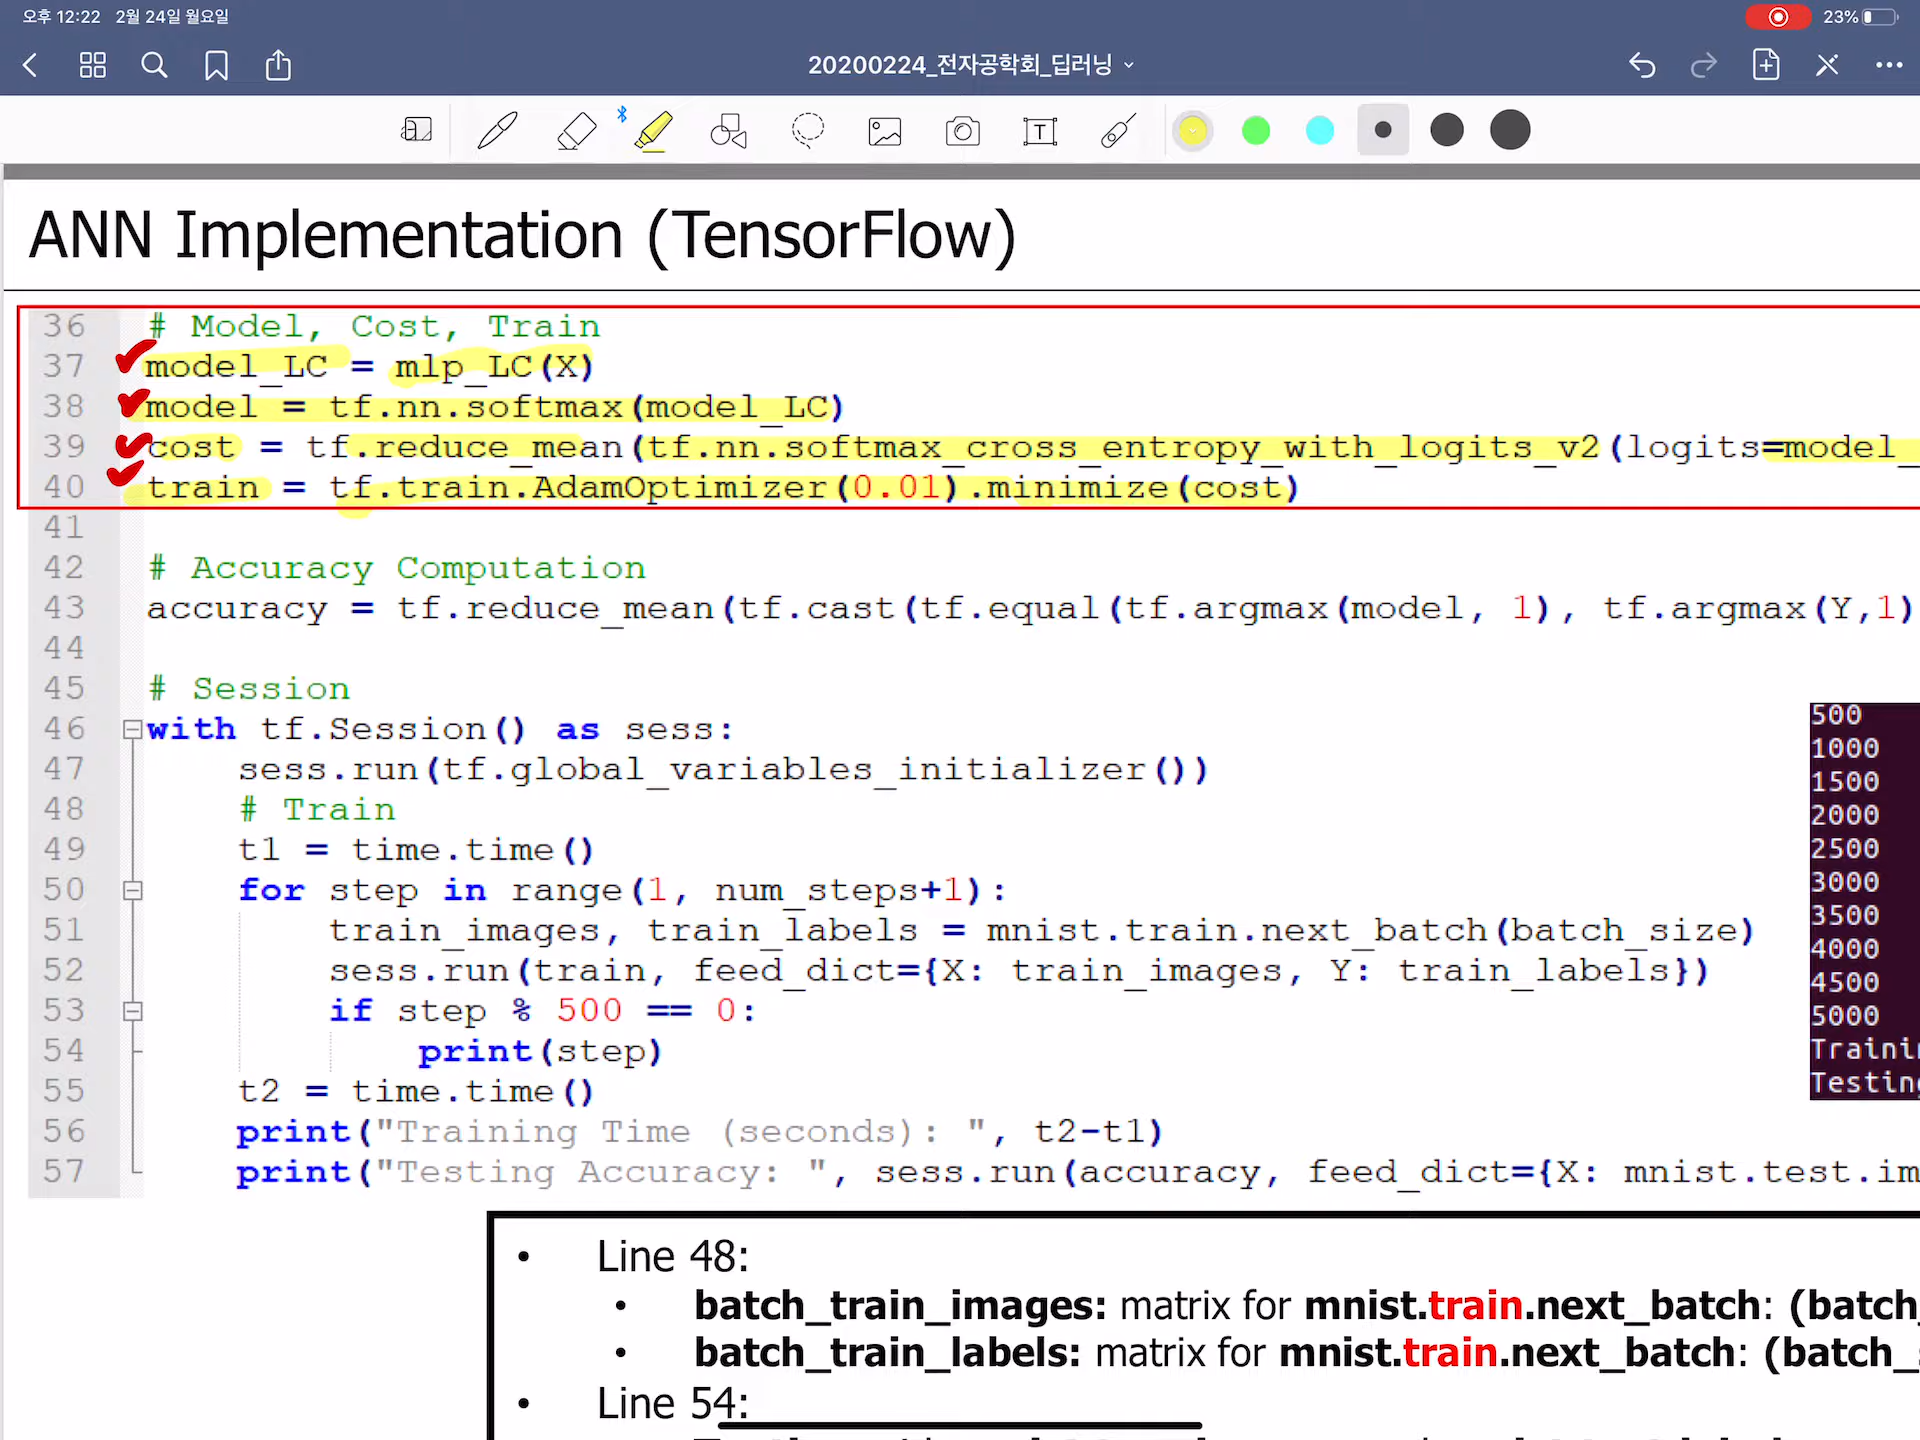 오후 12:22 2월 24일 월요일
23%
20200224_전자공학회_딥러닝
ANN Implementation (TensorFlow)
36 # Model, Cost, Train
37 model_LC = mlp_LC(X)
38 model = tf.nn.softmax(model_LC)
39 cost = tf.reduce_mean(tf.nn.softmax_cross_entropy_with_logits_v2(logits=model_
40 train = tf.train.AdamOptimizer(0.01).minimize(cost)
41
42 # Accuracy Computation
43 accuracy = tf.reduce_mean(tf.cast(tf.equal(tf.argmax(model, 1), tf.argmax(Y,1)
44
45 # Session
46 with tf.Session() as sess:
47 sess.run(tf.global_variables_initializer())
48 # Train
49 t1 = time.time()
50 for step in range(1, num_steps+1):
51 train_images, train_labels = mnist.train.next_batch(batch_size)
52 sess.run(train, feed_dict={X: train_images, Y: train_labels})
53 if step % 500 == 0:
54 print(step)
55 t2 = time.time()
56 print("Training Time (seconds): ", t2-t1)
57 print("Testing Accuracy: ", sess.run(accuracy, feed_dict={X: mnist.test.im
500
1000
1500
2000
2500
3000
3500
4000
4500
5000
Traini
Testing
• Line 48:
• batch_train_images: matrix for mnist.train.next_batch: (batch_
• batch_train_labels: matrix for mnist.train.next_batch: (batch_
• Line 54: